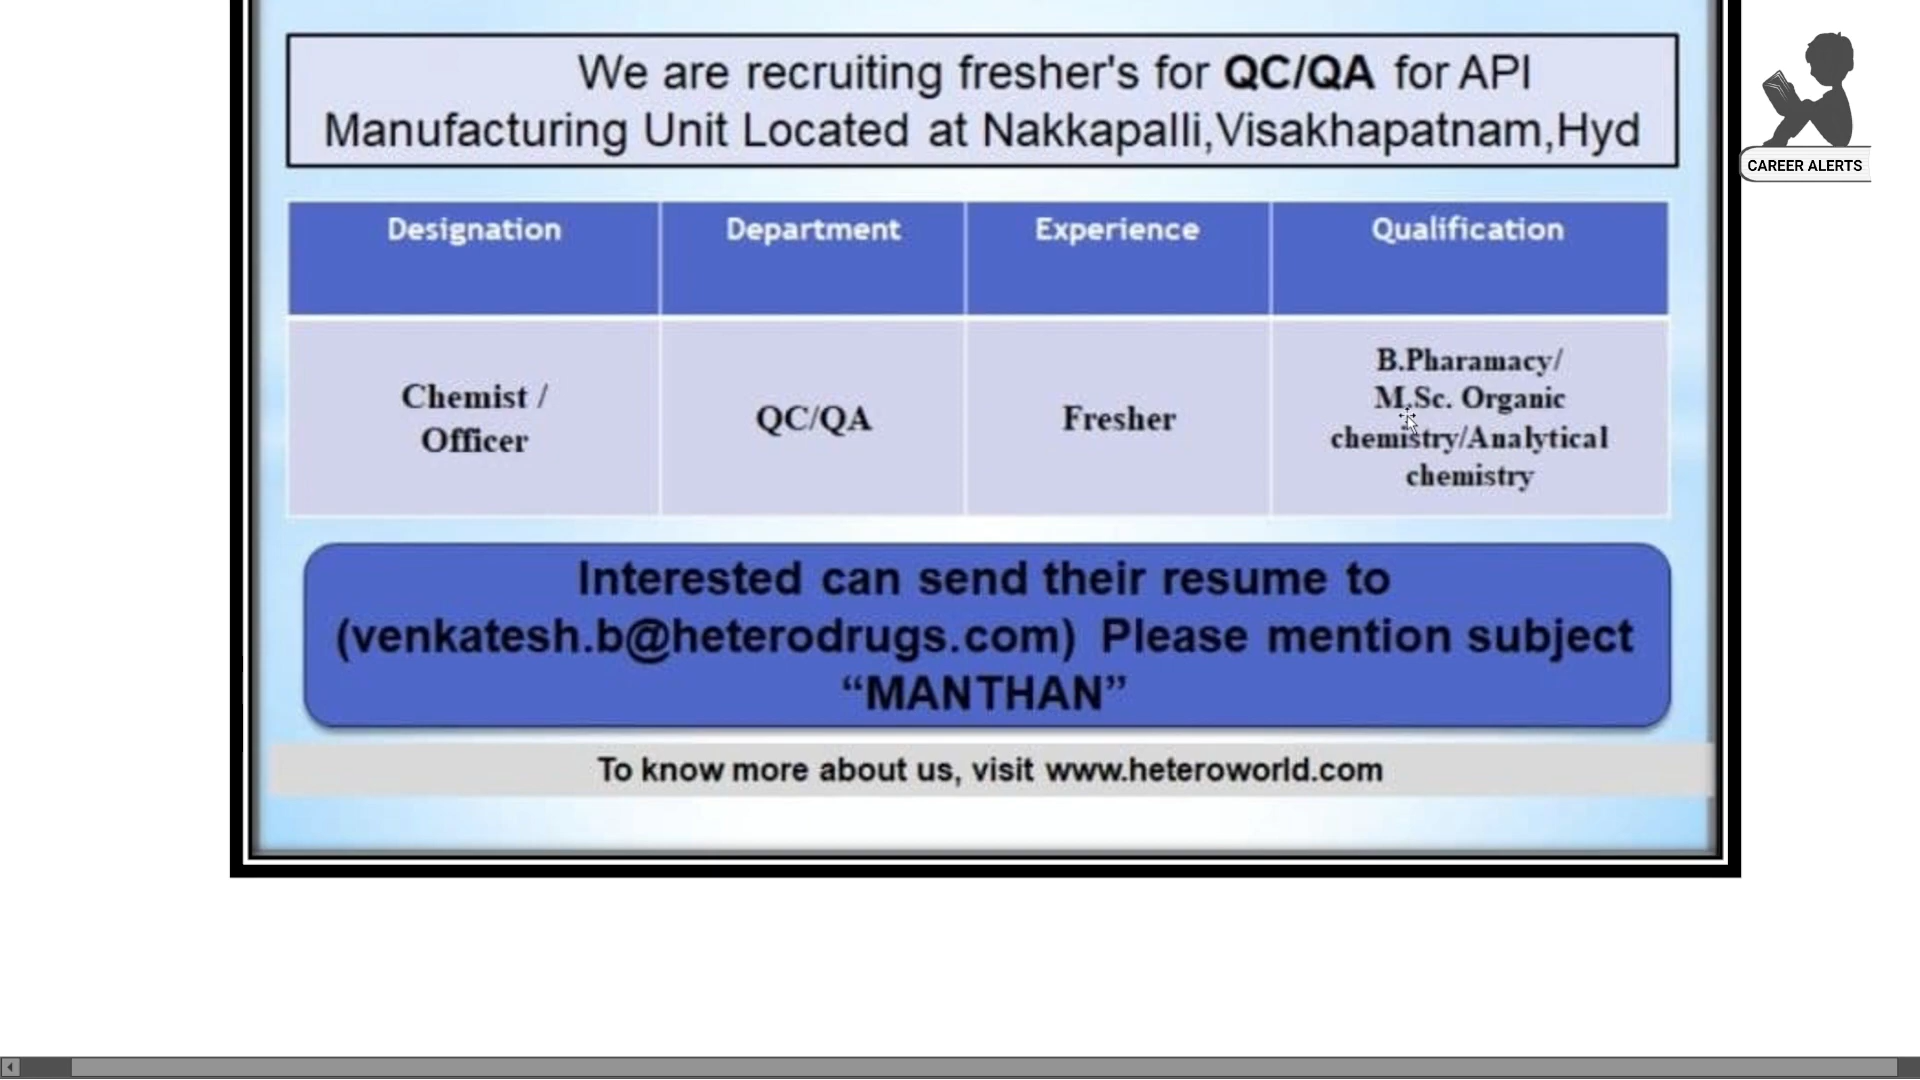 We are recruiting fresher's for QC/QA for API
Manufacturing Unit Located at Nakkapalli,Visakhapatnam,Hyd
CAREER ALERTS
Designation Department Experience Qualification
Chemist /
Officer
QC/QA
Fresher
B.Pharamacy/
M.Sc. Organic
chemistry/Analytical
chemistry
Interested can send their resume to
(venkatesh.b@heterodrugs.com) Please mention subject
“MANTHAN”
To know more about us, visit www.heteroworld.com